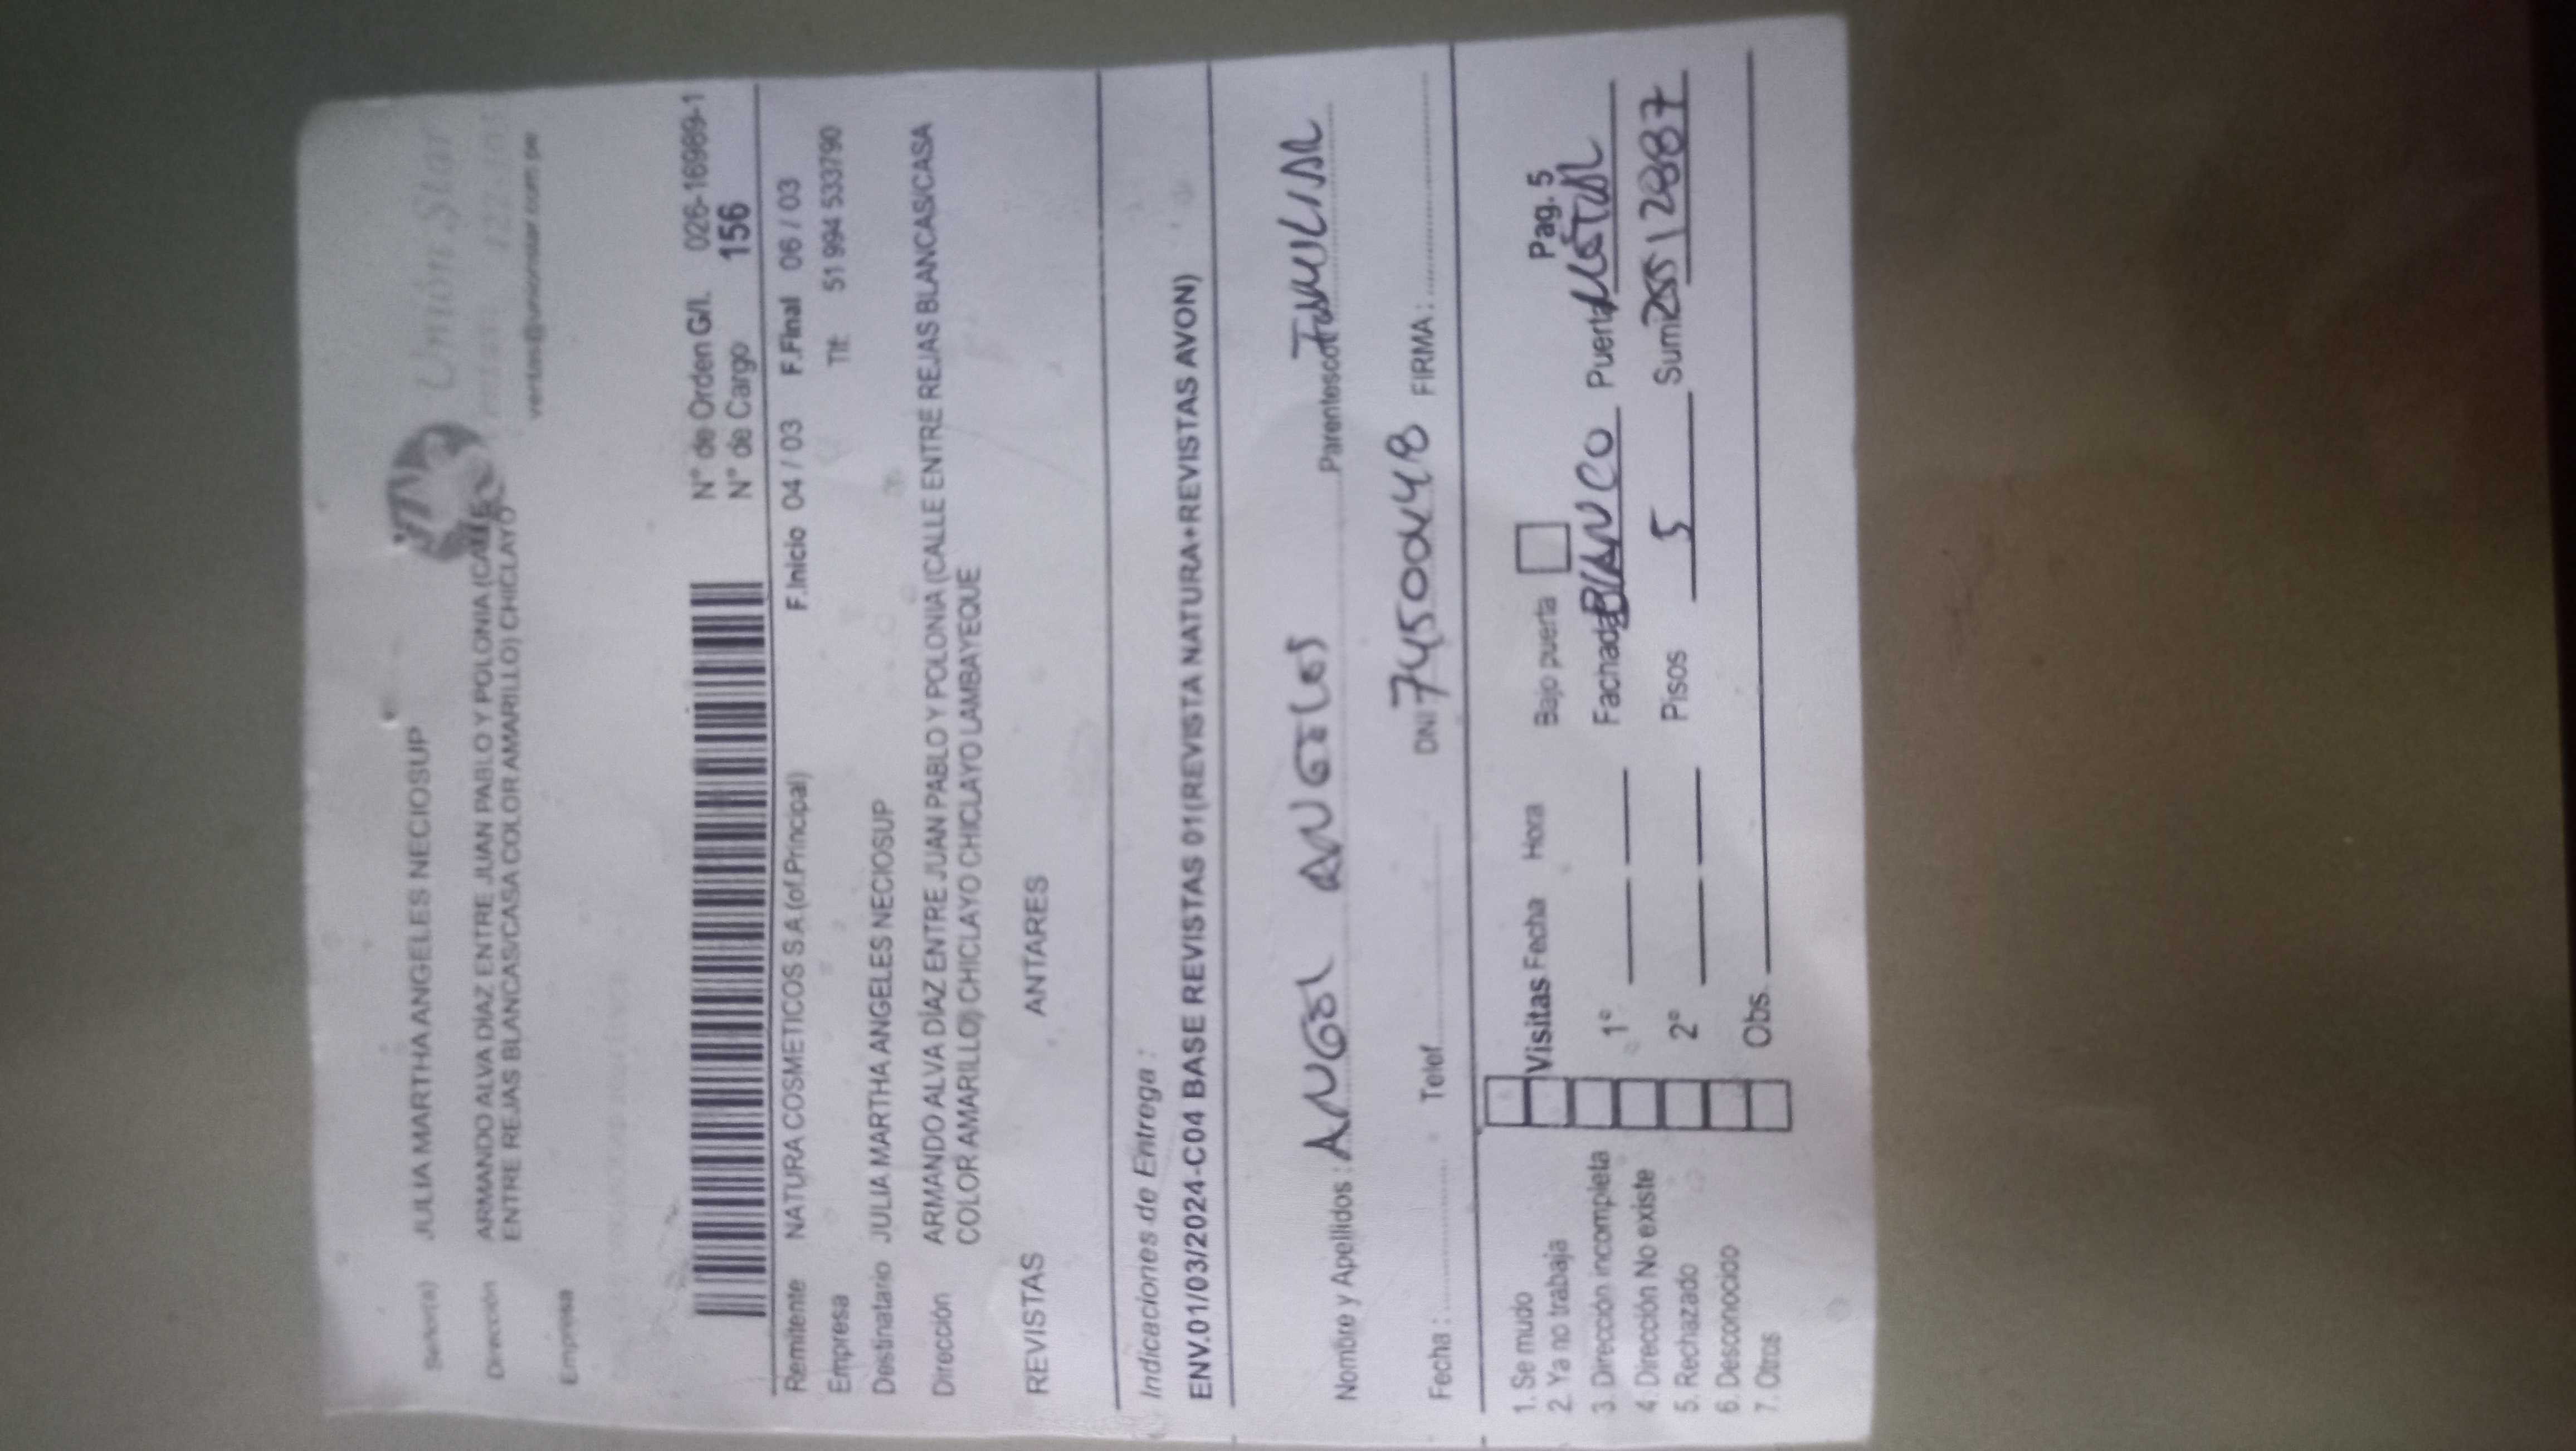 Señor(a) JULIA MARTHA ANGELES NECIOSUP
Unión Star
Dirección ARMANDO ALVA DÍAZ ENTRE JUAN PABLO Y POLONIA (CALLE
ENTRE REJAS BLANCAS/CASA COLOR AMARILLO) CHICLAYO
ventas@unionstar.com.pe
Empresa
N° de Orden G/I. 026-16989-1
N° de Cargo 156
Remitente NATURA COSMETICOS S.A.(of.Principal) F.Inicio 04 / 03 F.Final 06 / 03
Empresa Tlf: 51 994 5333790
Destinatario JULIA MARTHA ANGELES NECIOSUP
Dirección ARMANDO ALVA DÍAZ ENTRE JUAN PABLO Y POLONIA (CALLE ENTRE REJAS BLANCAS/CASA
COLOR AMARILLO) CHICLAYO CHICLAYO LAMBAYEQUE
REVISTAS ANTARES
Indicaciones de Entrega :
ENV.01/03/2024-C04 BASE REVISTAS 01(REVISTA NATURA+REVISTAS AVON)
Nombre y Apellidos : ANGEL ANGELES Parentesco FAMILIAR
Fecha : Telef. DNI 74500448 FIRMA :
Pag. 5
1. Se mudo Visitas Fecha Hora Bajo puerta
2. Ya no trabaja
3. Dirección incompleta 1° Fachada BLANCO Puerta METAL
4. Dirección No existe
5. Rechazado 2° Pisos 5 Sumi 25512887
6. Desconocido
7. Otros Obs.